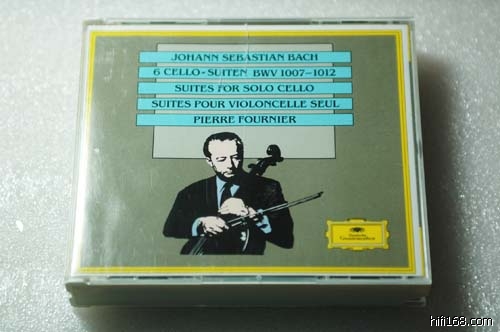 JOHANN SEBASTIAN BACH
6 CELLO-SUITEN BWV 1007-1012
SUITES FOR SOLO CELLO
SUITES POUR VIOLONCELLE SEUL
PIERRE FOURNIER
Deutsche
Grammophon
hifi168.com